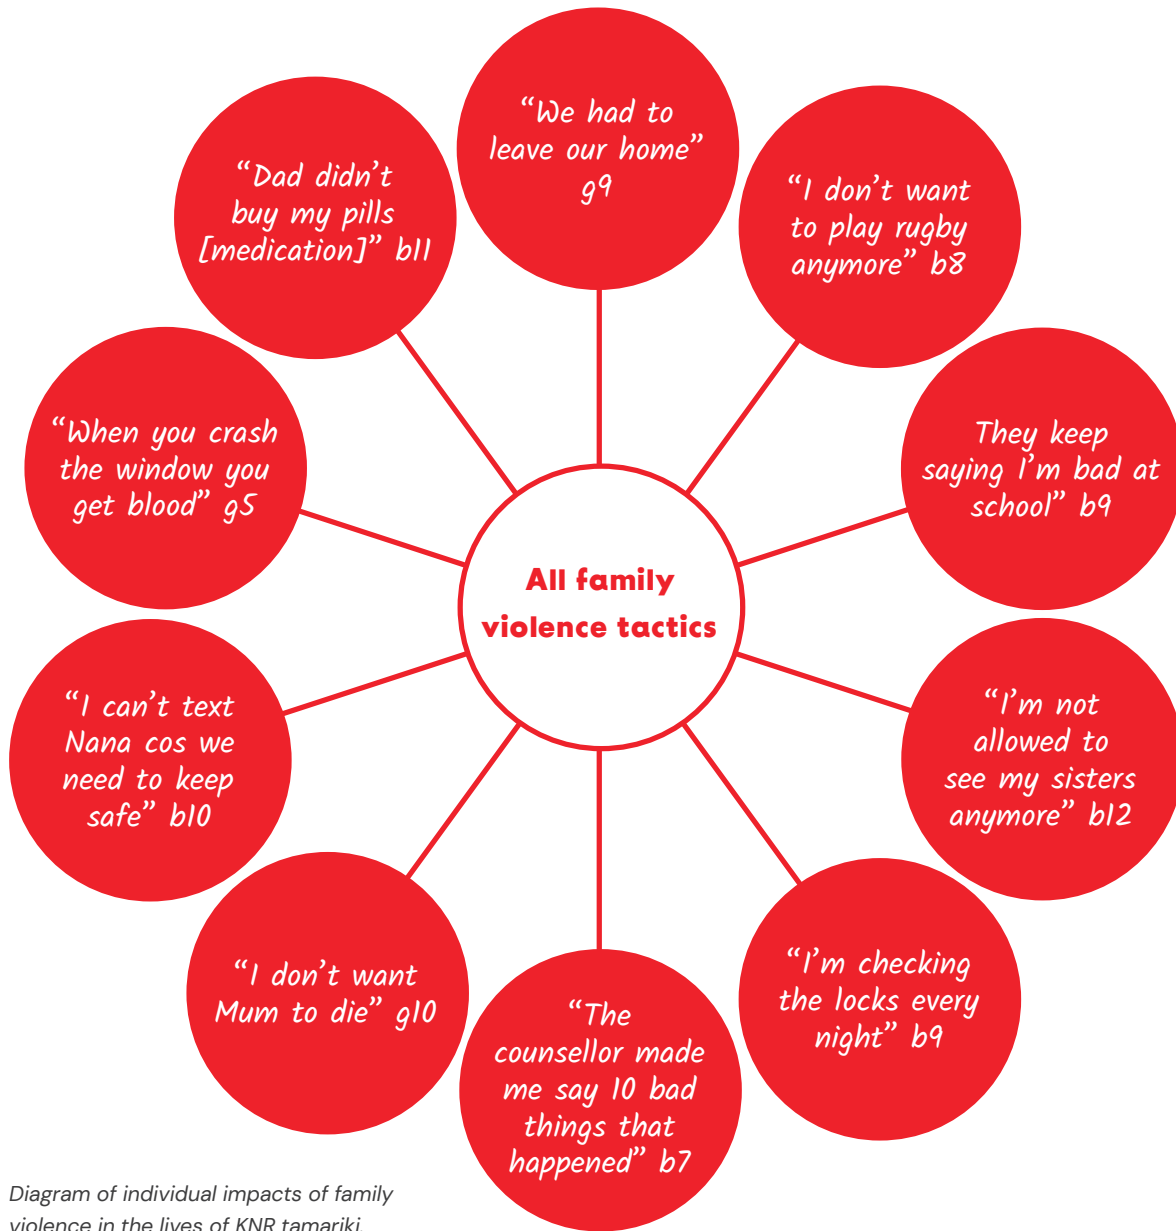 “We had to
leave our home”
g9
“I don’t want
to play rugby
anymore” b8
They keep
saying I’m bad at
school” b9
“I’m not
allowed to
see my sisters
anymore” b12
“I’m checking
the locks every
night” b9
“The
counsellor made
me say 10 bad
things that
happened” b7
“I don’t want
Mum to die” g10
“I can’t text
Nana cos we
need to keep
safe” b10
“When you crash
the window you
get blood” g5
“Dad didn’t
buy my pills
[medication]” b11
All family
violence tactics
Diagram of individual impacts of family
violence in the lives of KNR tamariki.